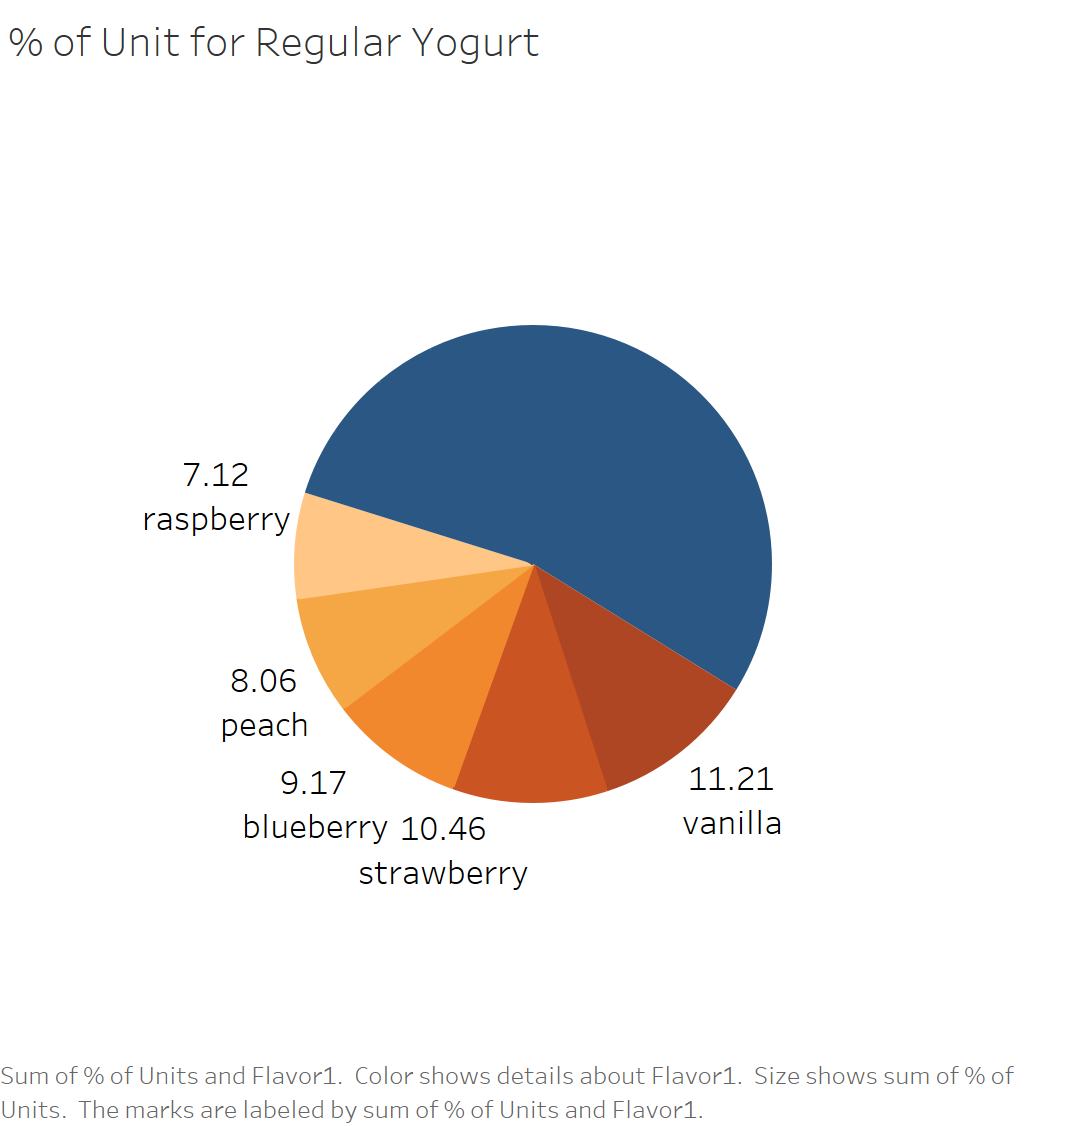 % of Unit for Regular Yogurt
7.12
raspberry
8.06
peach
9.17
blueberry
10.46
strawberry
11.21
vanilla
Sum of % of Units and Flavor1.  Color shows details about Flavor1.  Size shows sum of % of
Units.  The marks are labeled by sum of % of Units and Flavor1.